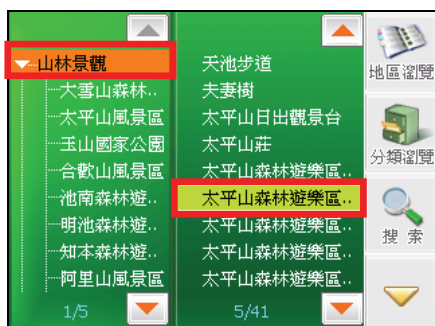 山林景觀
大雪山森林..
太平山風景區
玉山國家公園
合歡山風景區
池南森林遊..
明池森林遊..
知本森林遊..
阿里山風景區
1/5
天池步道
夫妻樹
太平山日出觀景台
太平山莊
太平山森林遊樂區..
太平山森林遊樂區..
太平山森林遊樂區..
太平山森林遊樂區..
太平山森林遊樂區..
5/41
地區瀏覽
分類瀏覽
搜 索